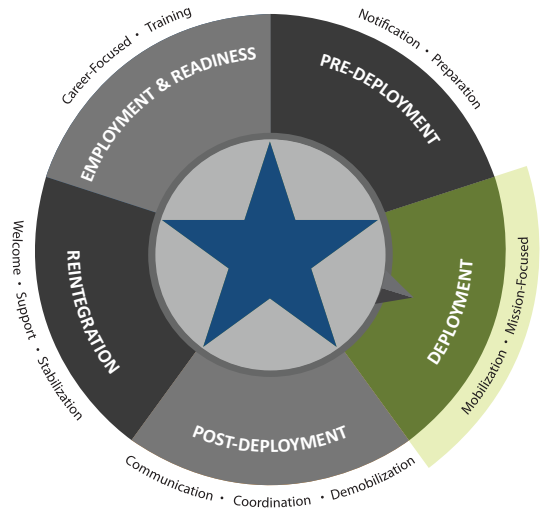 Career-Focused • Training
EMPLOYMENT & READINESS
Notification • Preparation
PRE-DEPLOYMENT
Mobilization • Mission-Focused
DEPLOYMENT
Communication • Coordination • Demobilization
POST-DEPLOYMENT
Welcome • Support • Stabilization
REINTEGRATION